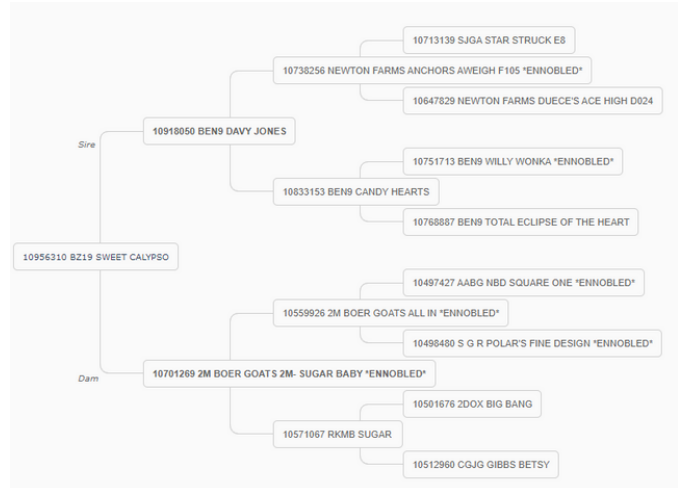 10713139 SJGA STAR STRUCK E8
10738256 NEWTON FARMS ANCHORS AWEIGH F105 *ENNOBLED*
10647829 NEWTON FARMS DUECE'S ACE HIGH D024
10918050 BEN9 DAVY JONES
Sire
10751713 BEN9 WILLY WONKA *ENNOBLED*
10833153 BEN9 CANDY HEARTS
10768887 BEN9 TOTAL ECLIPSE OF THE HEART
10956310 BZ19 SWEET CALYPSO
10497427 AABG NBD SQUARE ONE *ENNOBLED*
10559926 2M BOER GOATS ALL IN *ENNOBLED*
10498480 S G R POLAR'S FINE DESIGN *ENNOBLED*
Dam
10701269 2M BOER GOATS 2M- SUGAR BABY *ENNOBLED*
10501676 2DOX BIG BANG
10571067 RKMB SUGAR
10512960 CGJG GIBBS BETSY